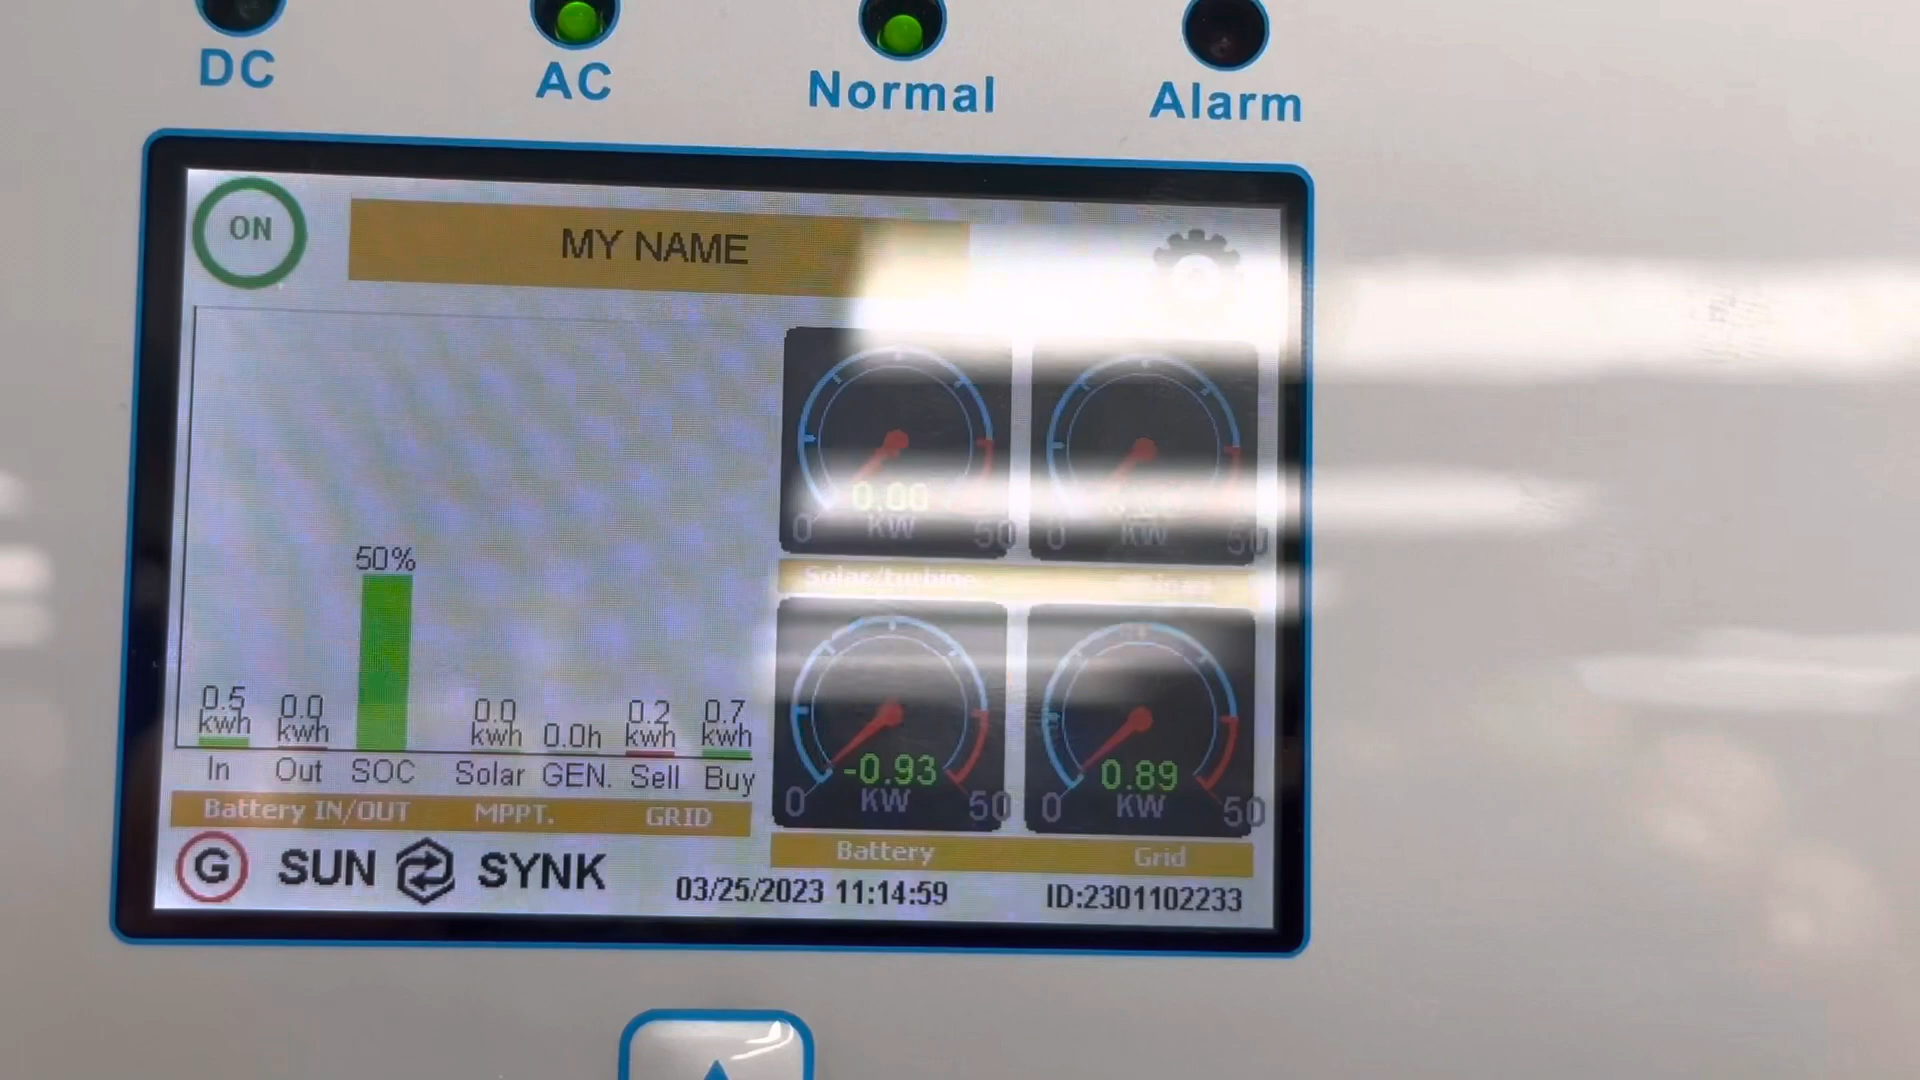 DC AC Normal Alarm
ON MY NAME
0.00
KW
0 50
KW
0 50
Solar/turbine
50%
0.5 kwh
0.0 kwh
0.0 kwh
0.0h
0.2 kwh
0.7 kwh
In Out SOC Solar GEN. Sell Buy
Battery IN/OUT MPPT. GRID
-0.93
KW
0 50
0.89
KW
0 50
Battery Grid
G SUN SYNK 03/25/2023 11:14:59 ID:2301102233